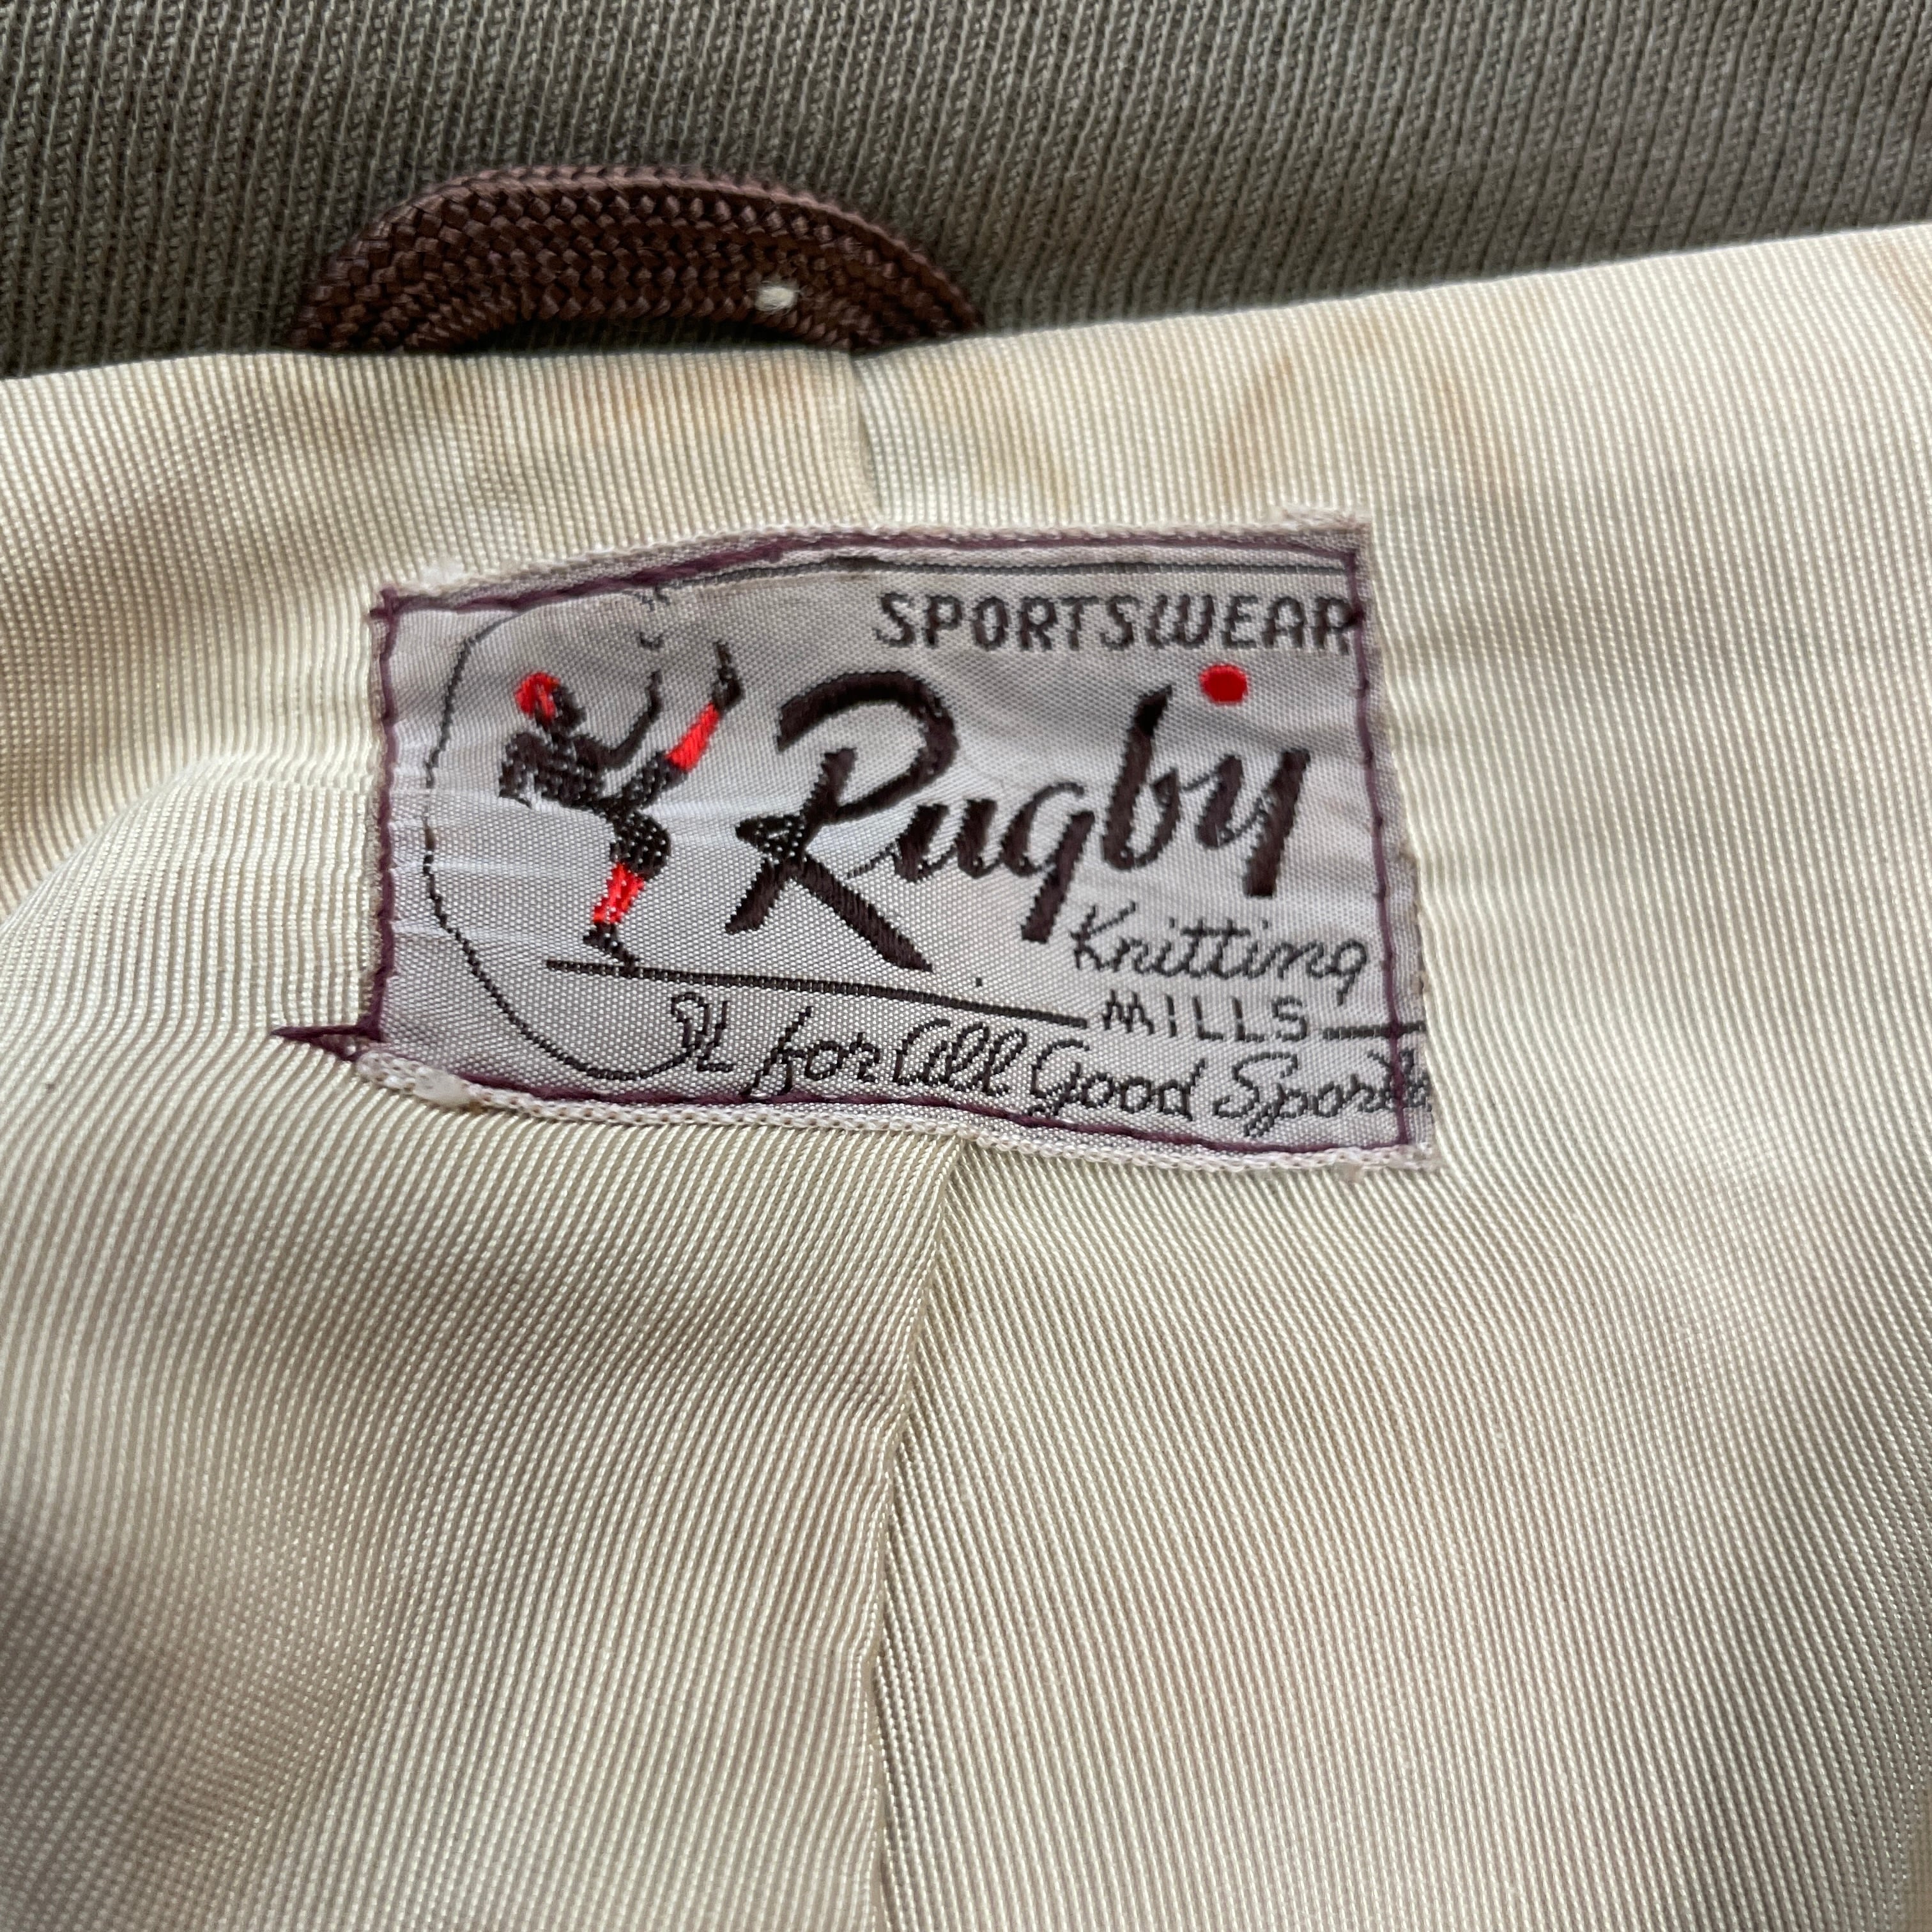 SPORTSWEAR
Rugby
Knitting
MILLS
It for All Good Sports